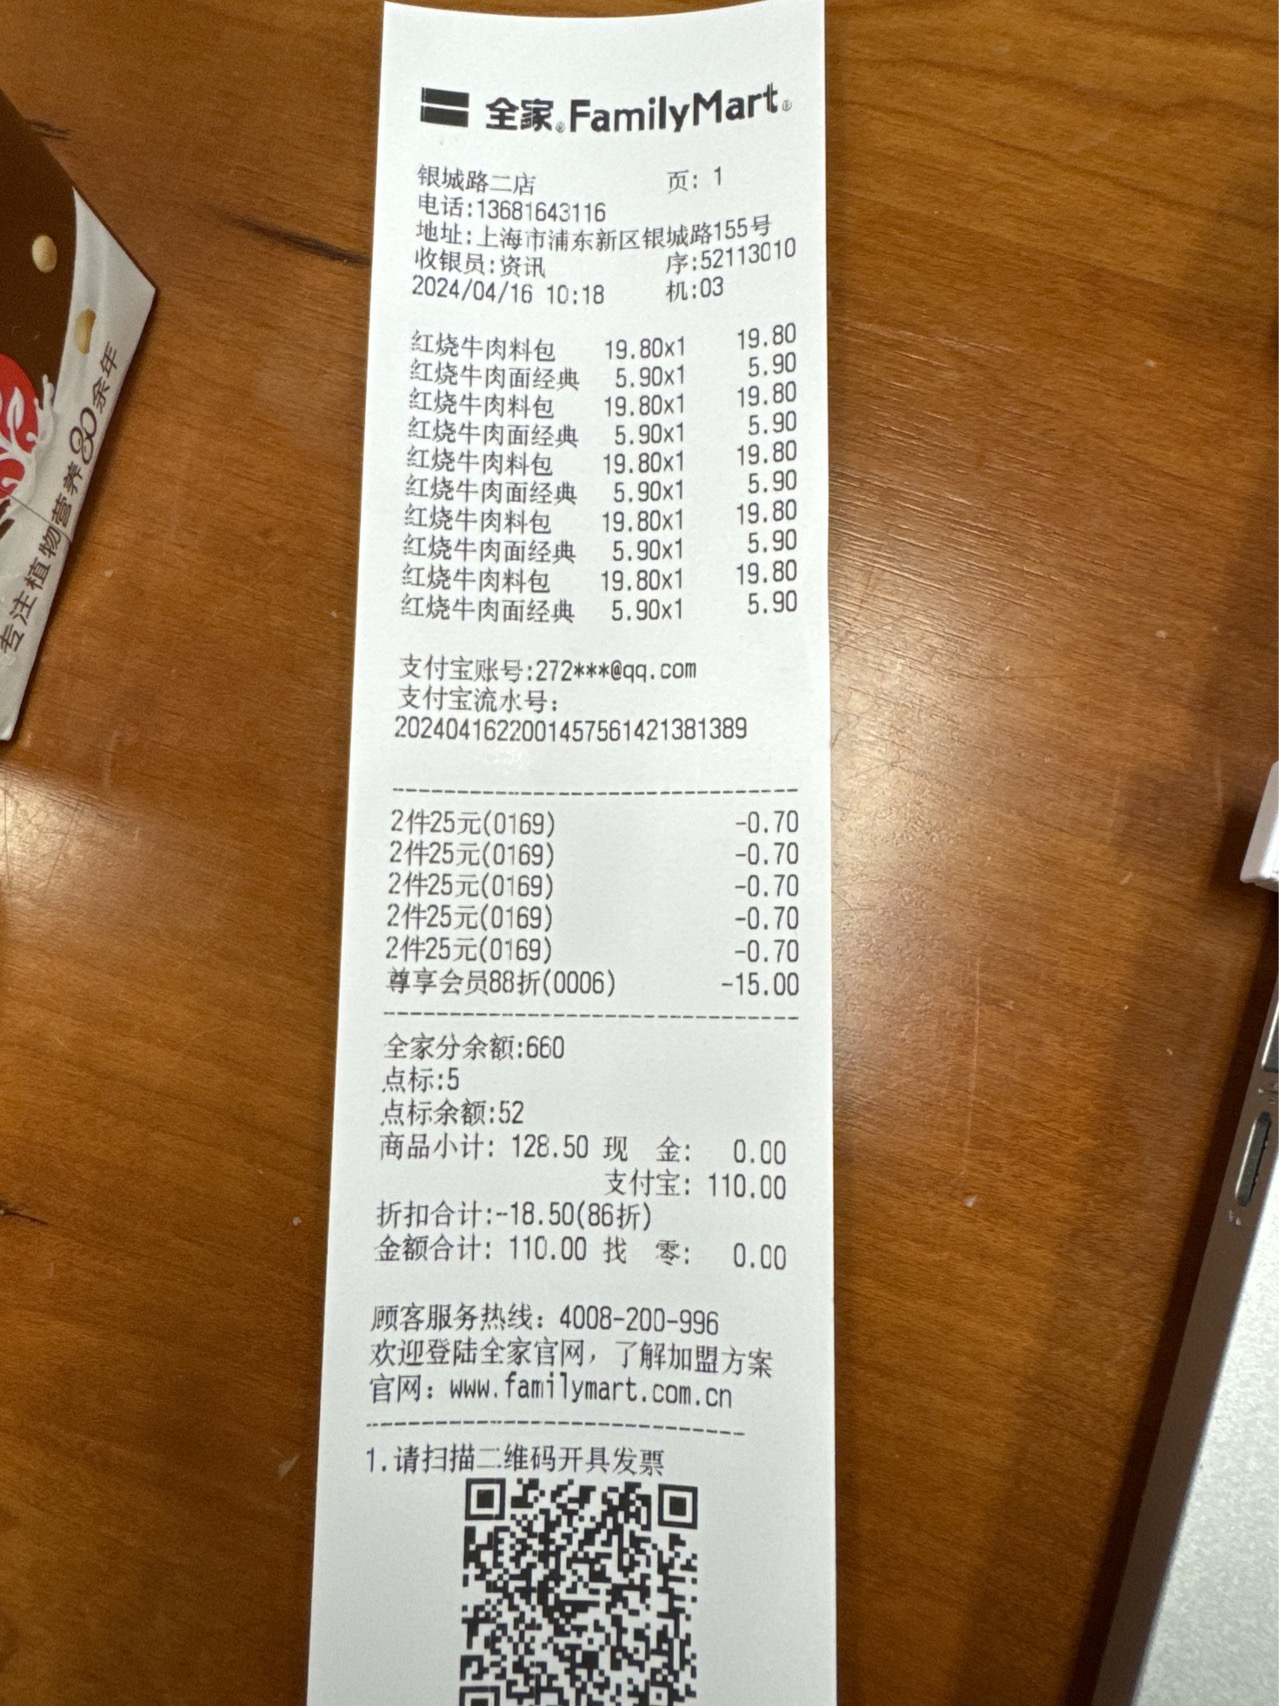 全家 FamilyMart
银城路二店 页: 1
电话:13681643116
地址:上海市浦东新区银城路155号
收银员:资讯 序:52113010
2024/04/16 10:18 机:03
红烧牛肉料包 19.80x1 19.80
红烧牛肉面经典 5.90x1 5.90
红烧牛肉料包 19.80x1 19.80
红烧牛肉面经典 5.90x1 5.90
红烧牛肉料包 19.80x1 19.80
红烧牛肉面经典 5.90x1 5.90
红烧牛肉料包 19.80x1 19.80
红烧牛肉面经典 5.90x1 5.90
红烧牛肉料包 19.80x1 19.80
红烧牛肉面经典 5.90x1 5.90
支付宝账号:272***@qq.com
支付宝流水号:
2024041622001457561421381389
2件25元(0169) -0.70
2件25元(0169) -0.70
2件25元(0169) -0.70
2件25元(0169) -0.70
2件25元(0169) -0.70
尊享会员88折(0006) -15.00
全家分余额:660
点标:5
点标余额:52
商品小计: 128.50 现 金: 0.00
支付宝: 110.00
折扣合计:-18.50(86折)
金额合计: 110.00 找 零: 0.00
顾客服务热线: 4008-200-996
欢迎登陆全家官网，了解加盟方案
官网: www.familymart.com.cn
1.请扫描二维码开具发票
专注植物营养80余年